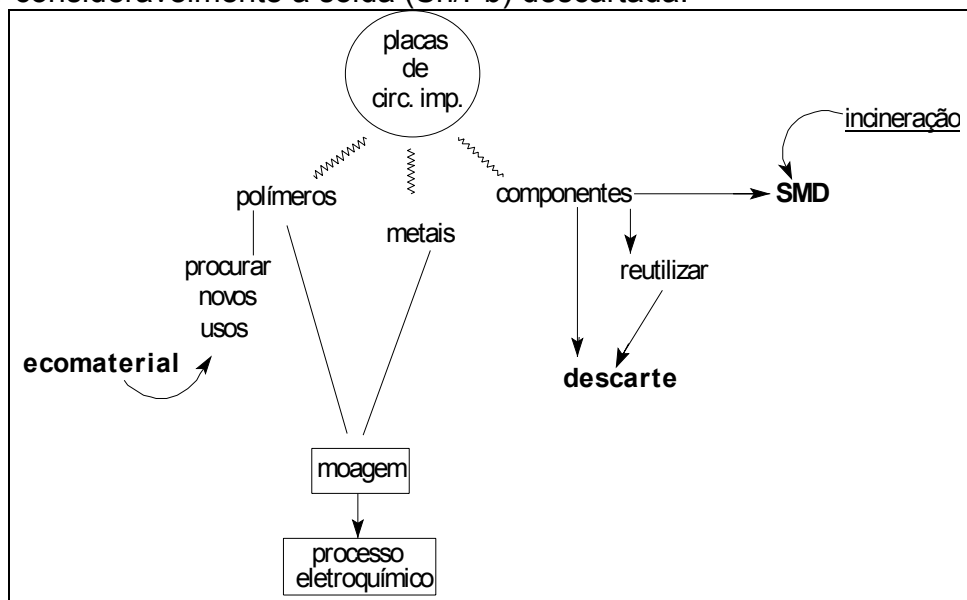 consideravelmente a solda (Sn/Pb) descartada.
placas
de
circ. imp.
incineração
polímeros
componentes
SMD
metais
procurar
novos
usos
reutilizar
ecomaterial
descarte
moagem
processo
eletroquímico